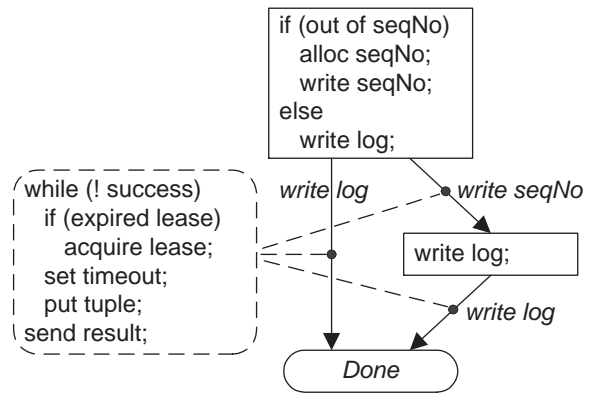 if (out of seqNo)
alloc seqNo;
write seqNo;
else
write log;
while (! success)
if (expired lease)
acquire lease;
set timeout;
put tuple;
send result;
write log
write seqNo
write log;
write log
Done